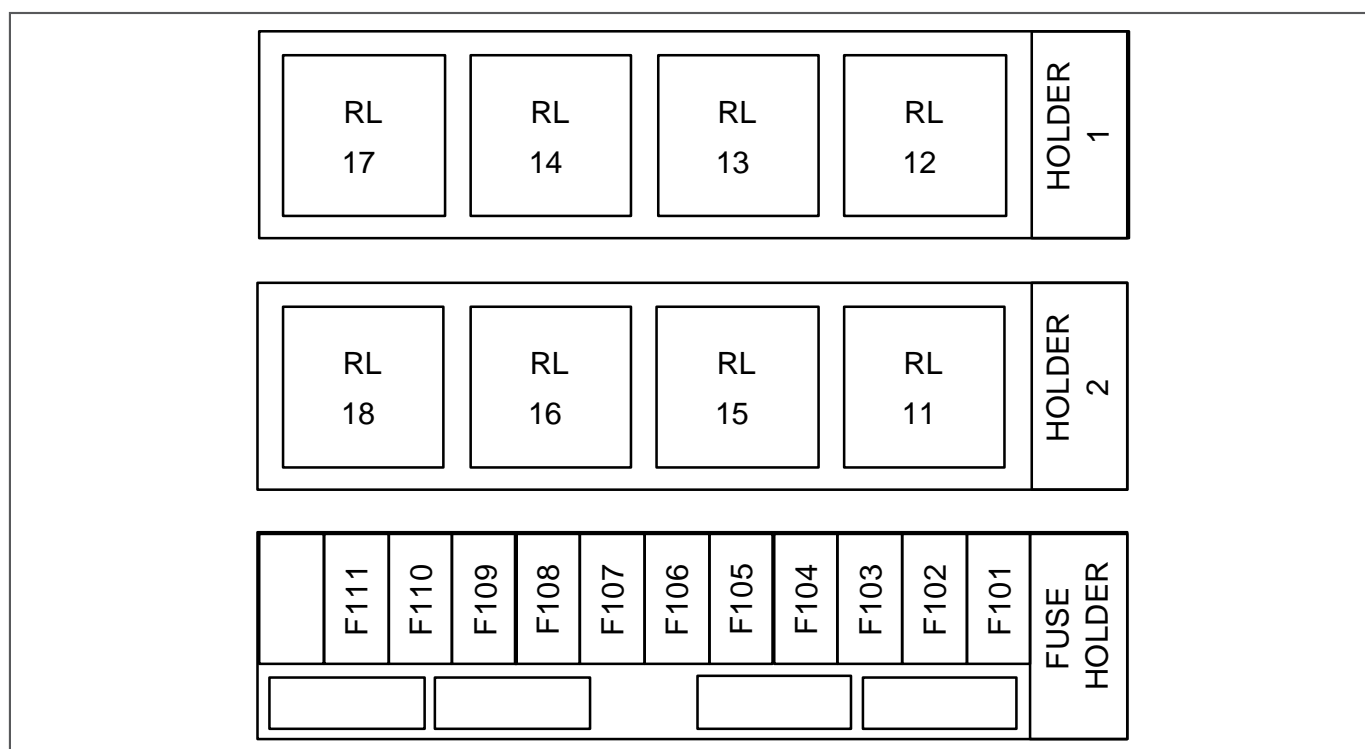 RL
17
RL
14
RL
13
RL
12
HOLDER
1
RL
18
RL
16
RL
15
RL
11
HOLDER
2
F111
F110
F109
F108
F107
F106
F105
F104
F103
F102
F101
FUSE
HOLDER